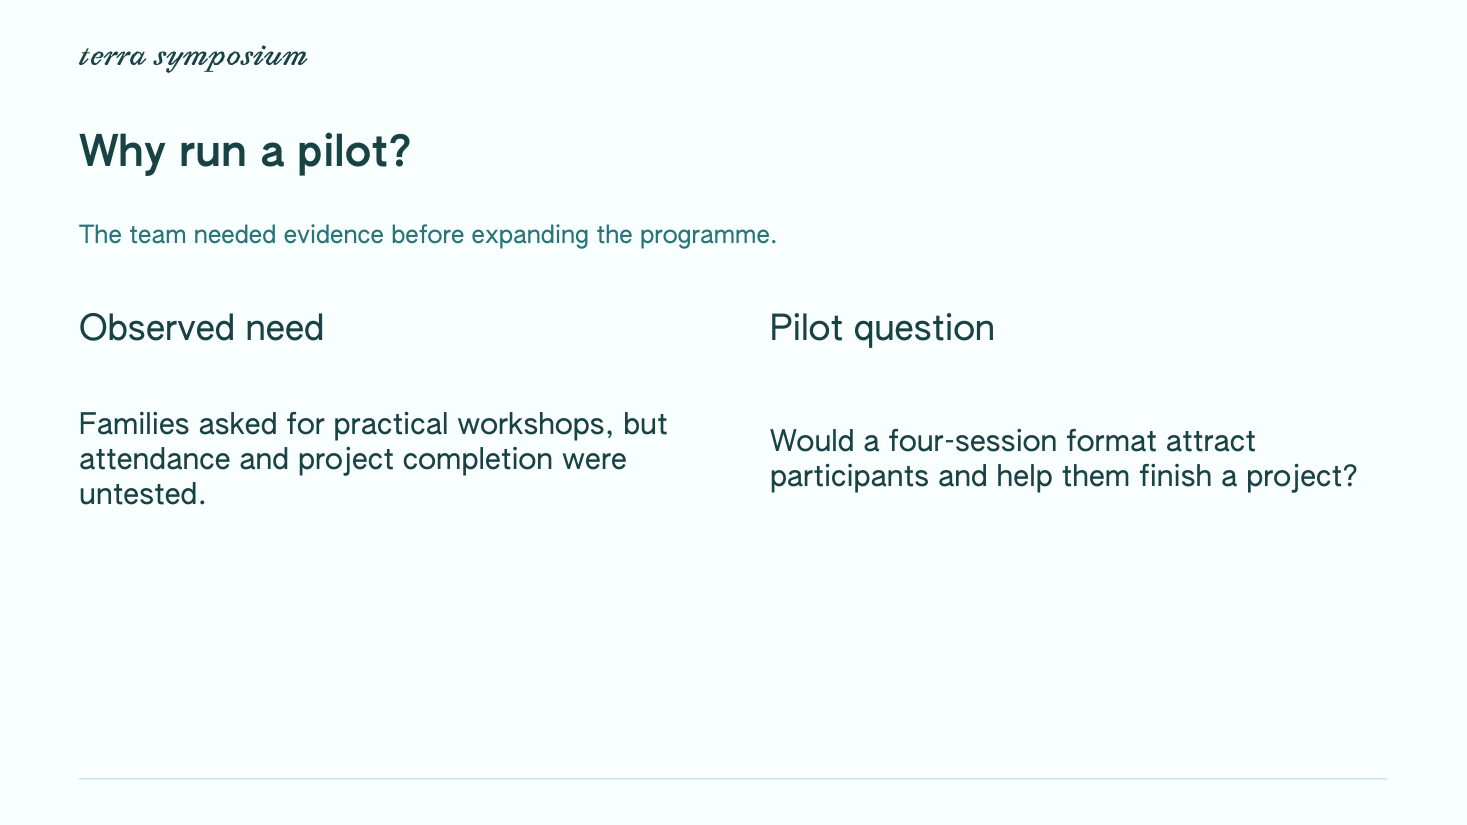 terra symposium
Why run a pilot?
The team needed evidence before expanding the programme.
Observed need
Families asked for practical workshops, but
attendance and project completion were
untested.
Pilot question
Would a four-session format attract
participants and help them finish a project?